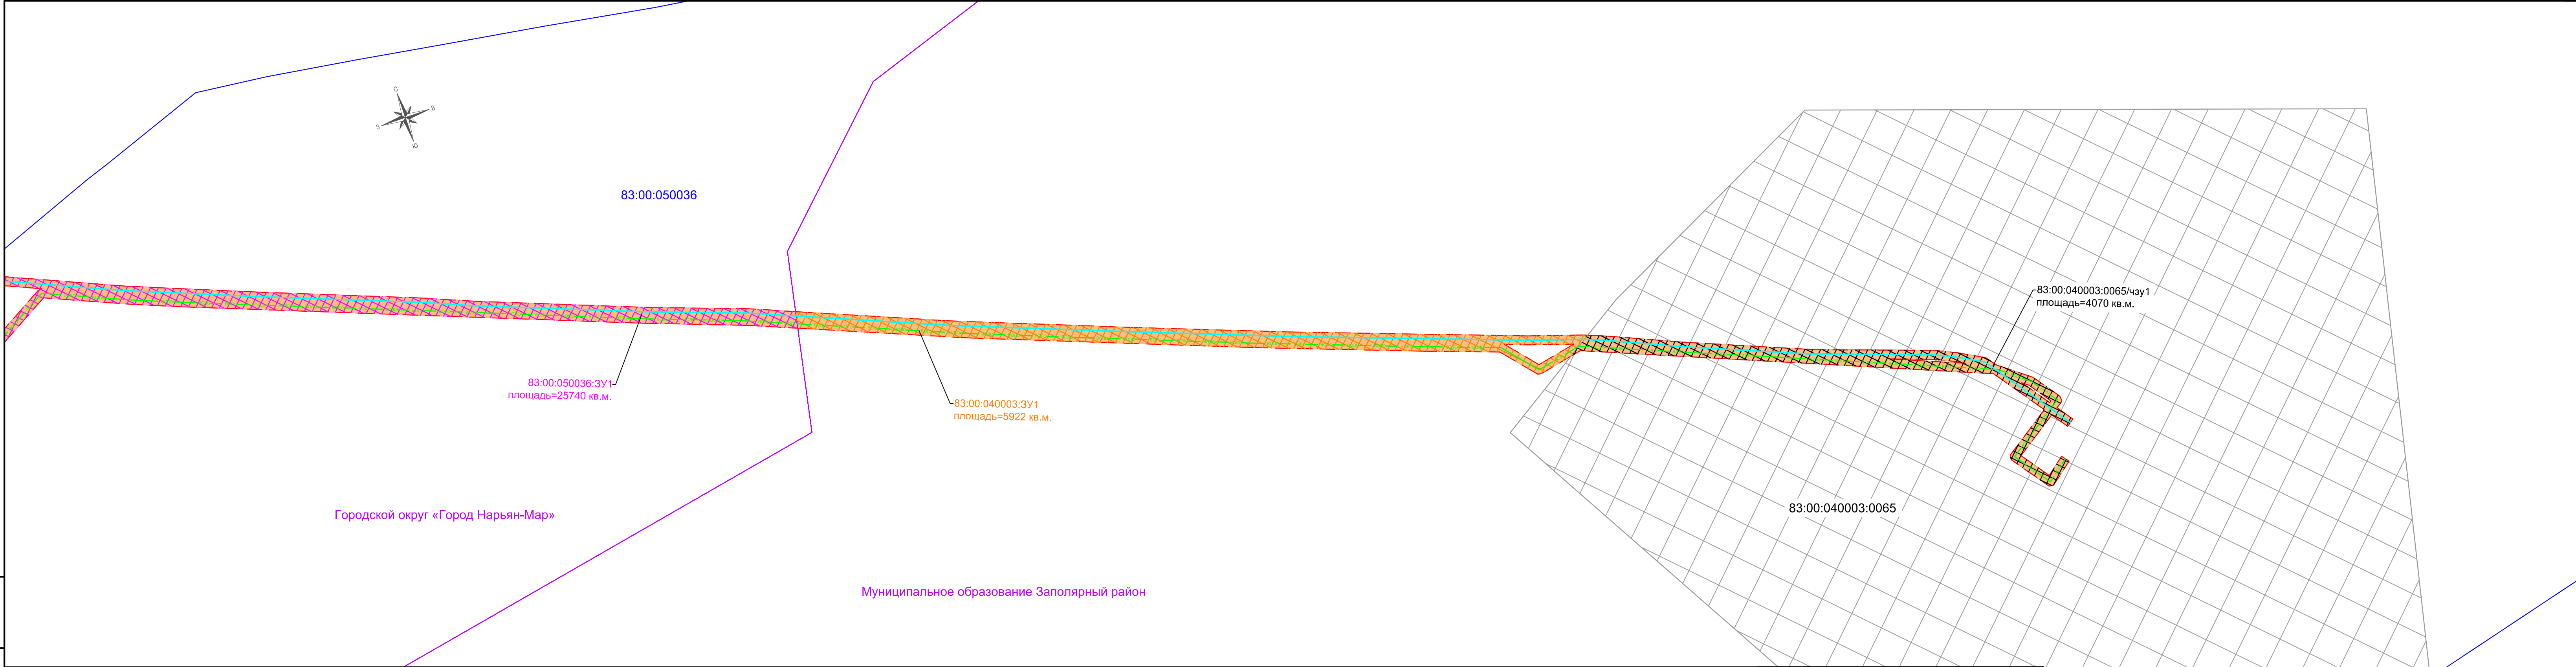 С
В
З
Ю
83:00:050036
83:00:040003:0065/чзу1
площадь=4070 кв.м.
83:00:050036:ЗУ1
площадь=25740 кв.м.
83:00:040003:ЗУ1
площадь=5922 кв.м.
83:00:040003:0065
Городской округ «Город Нарьян-Мар»
Муниципальное образование Заполярный район